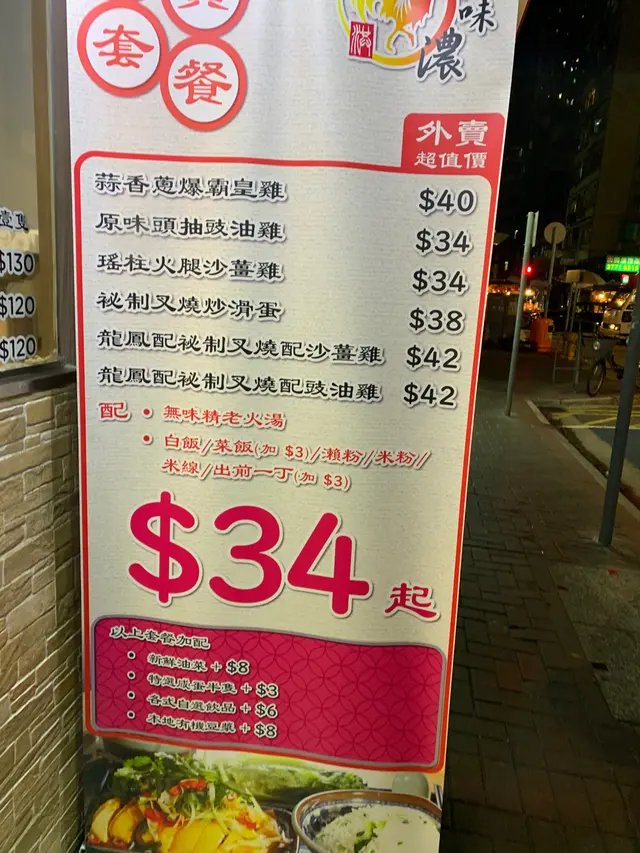 套
餐
味
濃
外賣
超值價
蒜香蔥爆霸皇雞 $40
原味頭抽豉油雞 $34
瑤柱火腿沙薑雞 $34
祕制叉燒炒滑蛋 $38
龍鳳配祕制叉燒配沙薑雞 $42
龍鳳配祕制叉燒配豉油雞 $42
配 • 無味精老火湯
• 白飯/菜飯(加 $3)/瀨粉/米粉/
米線/出前一丁(加 $3)
$34 起
以上套餐加配
• 新鮮油菜 + $8
• 特選咸蛋半隻 + $3
• 各式自選飲品 + $6
• 本地有機豆漿 + $8
壹隻
$130
$120
$120